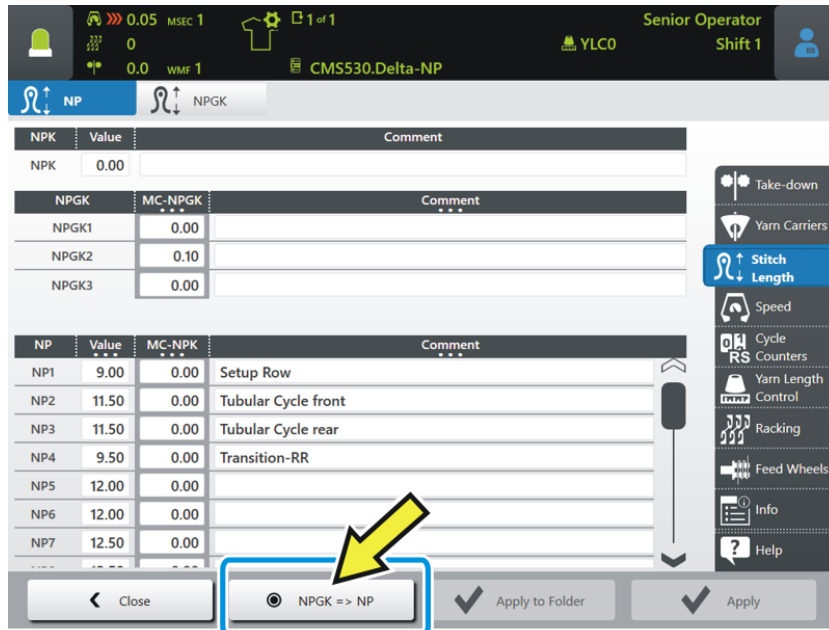 0.05 MSEC 1
1 of 1
Senior Operator
0
YLC0
Shift 1
0.0 WMF 1
CMS530.Delta-NP
NP
NPGK
NPK Value Comment
NPK 0.00
NPGK MC-NPGK Comment
NPGK1 0.00
NPGK2 0.10
NPGK3 0.00
NP Value MC-NPK Comment
NP1 9.00 0.00 Setup Row
NP2 11.50 0.00 Tubular Cycle front
NP3 11.50 0.00 Tubular Cycle rear
NP4 9.50 0.00 Transition-RR
NP5 12.00 0.00
NP6 12.00 0.00
NP7 12.50 0.00
Take-down
Yarn Carriers
Stitch
Length
Speed
Cycle
RS Counters
Yarn Length
Control
Racking
Feed Wheels
Info
? Help
Close
NPGK => NP
Apply to Folder
Apply